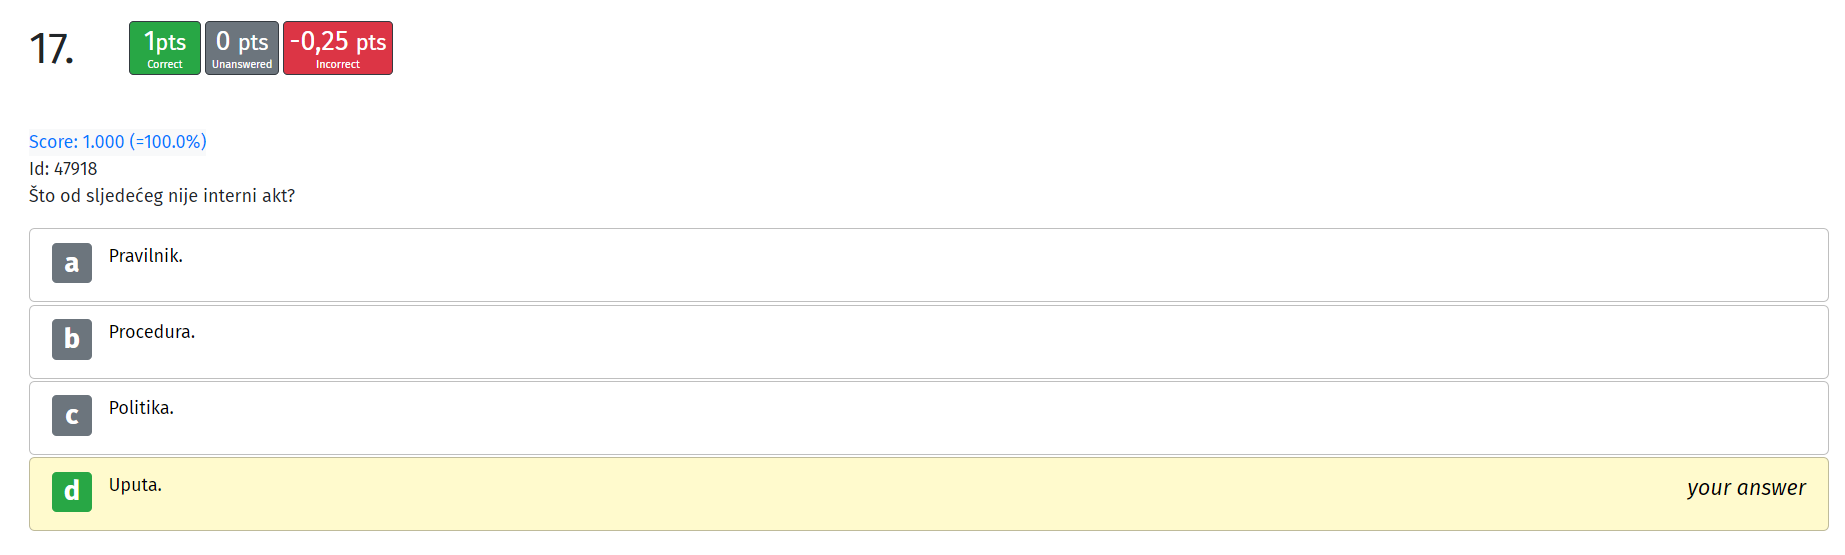 17.
1pts
Correct
0 pts
Unanswered
-0,25 pts
Incorrect
Score: 1.000 (=100.0%)
Id: 47918
Što od sljedećeg nije interni akt?
a Pravilnik.
b Procedura.
c Politika.
d Uputa. your answer